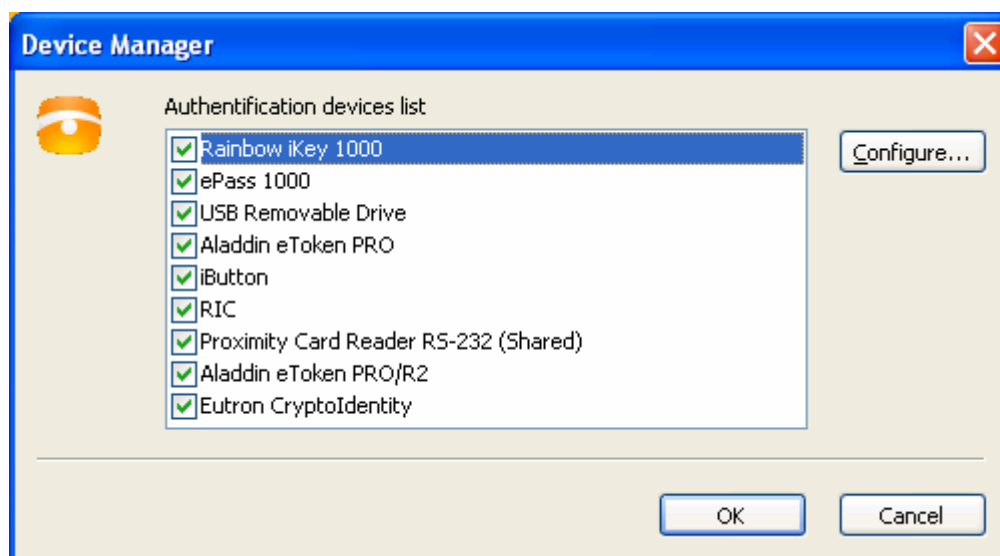 Device Manager
Authentification devices list
Rainbow iKey 1000
Configure...
ePass 1000
USB Removable Drive
Aladdin eToken PRO
iButton
RIC
Proximity Card Reader RS-232 (Shared)
Aladdin eToken PRO/R2
Eutron CryptoIdentity
OK
Cancel